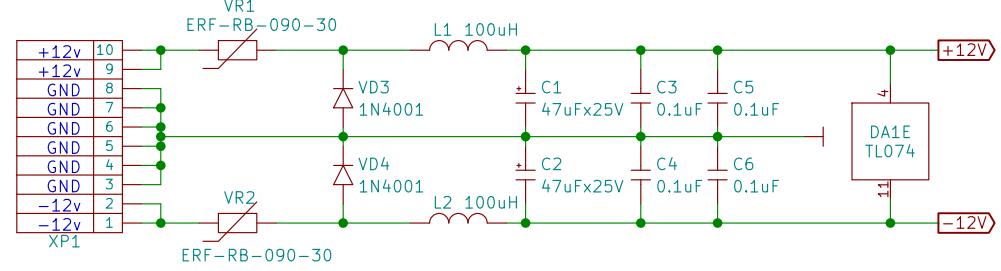 VR1
ERF-RB-090-30
L1 100uH
+12v 10
+12v 9
GND 8
GND 7
GND 6
GND 5
GND 4
GND 3
-12v 2
-12v 1
XP1
VD3
1N4001
VD4
1N4001
C1
47uFx25V
C3
0.1uF
C5
0.1uF
C2
47uFx25V
C4
0.1uF
C6
0.1uF
+12V
4
DA1E
TL074
11
-12V
VR2
ERF-RB-090-30
L2 100uH